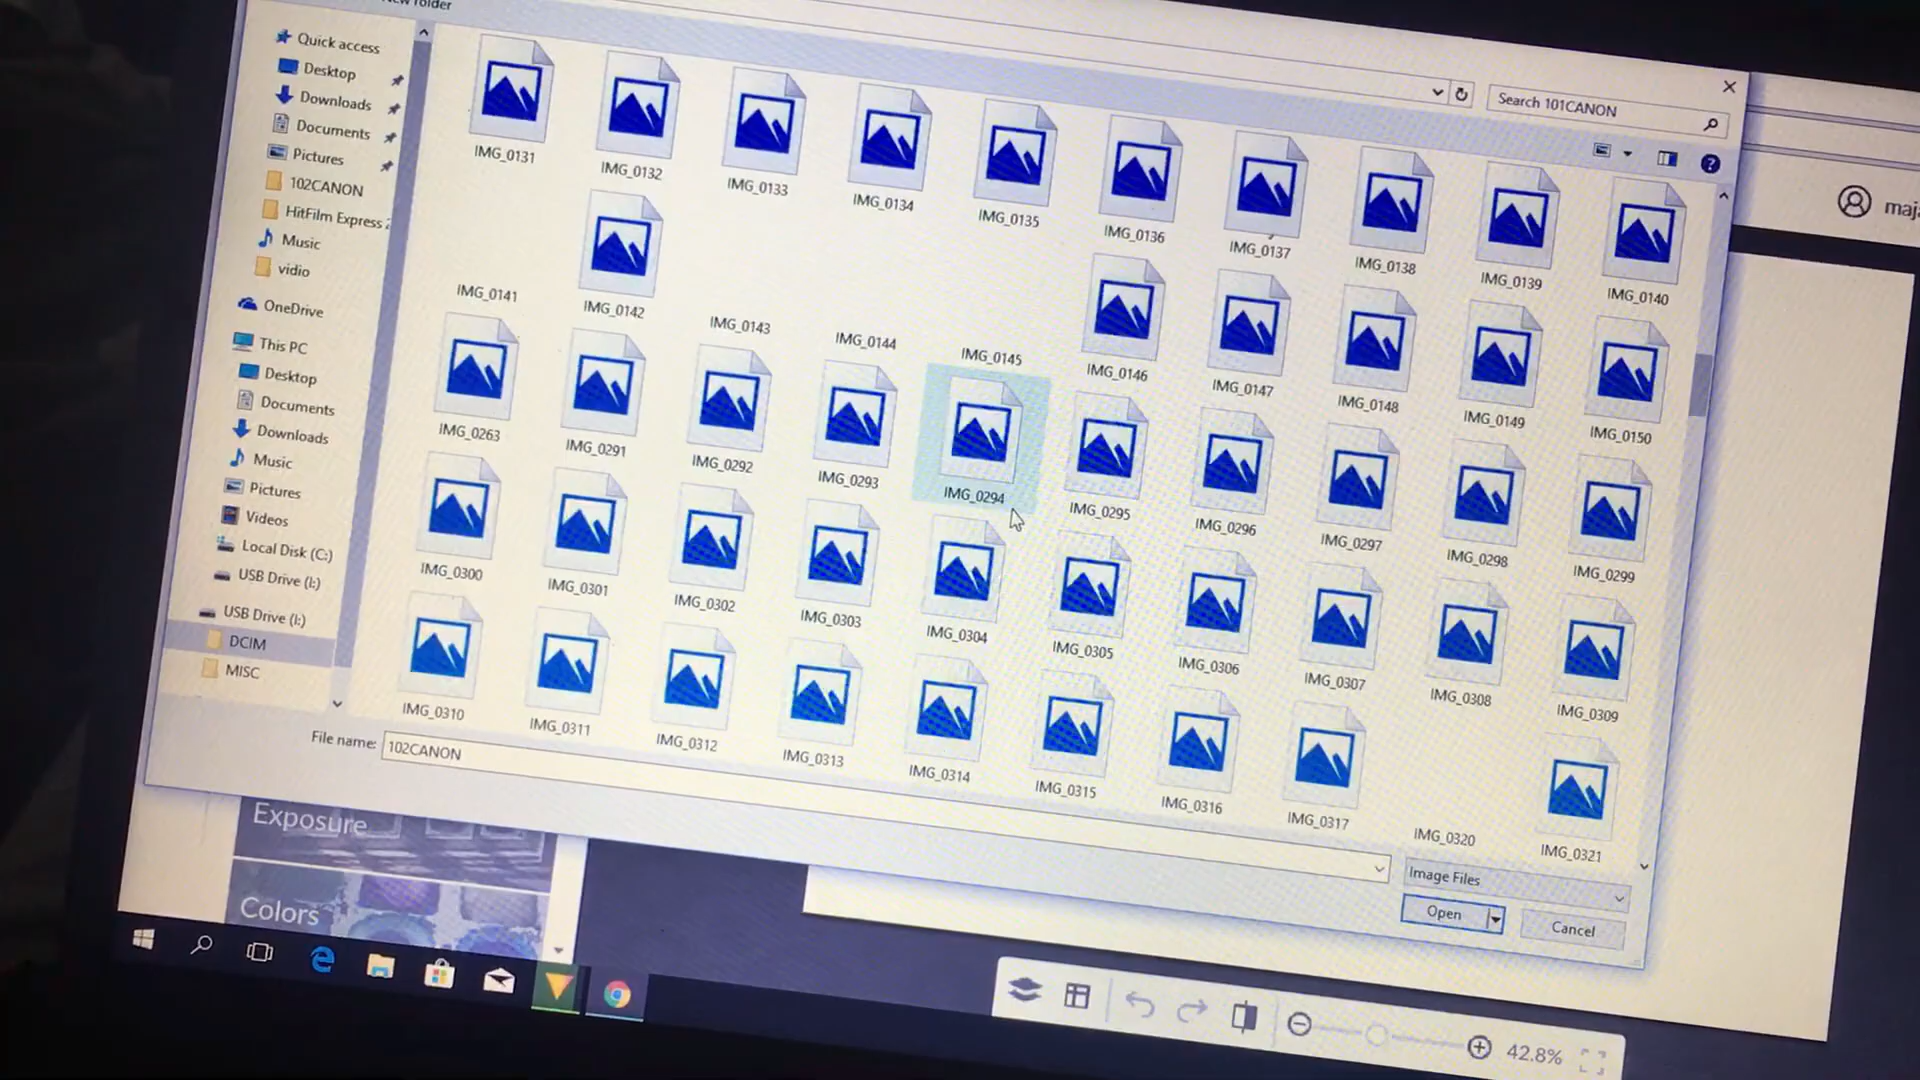 New folder
Search 101CANON
Quick access
Desktop
Downloads
Documents
Pictures
102CANON
HitFilm Express
Music
vidio
OneDrive
This PC
Desktop
Documents
Downloads
Music
Pictures
Videos
Local Disk (C:)
USB Drive (I:)
USB Drive (I:)
DCIM
MISC
IMG_0131 IMG_0132 IMG_0133 IMG_0134 IMG_0135 IMG_0136 IMG_0137 IMG_0138 IMG_0139 IMG_0140
IMG_0141 IMG_0142 IMG_0143 IMG_0144 IMG_0145 IMG_0146 IMG_0147 IMG_0148 IMG_0149 IMG_0150
IMG_0263 IMG_0291 IMG_0292 IMG_0293 IMG_0294 IMG_0295 IMG_0296 IMG_0297 IMG_0298 IMG_0299
IMG_0300 IMG_0301 IMG_0302 IMG_0303 IMG_0304 IMG_0305 IMG_0306 IMG_0307 IMG_0308 IMG_0309
IMG_0310 IMG_0311 IMG_0312 IMG_0313 IMG_0314 IMG_0315 IMG_0316 IMG_0317 IMG_0320 IMG_0321
File name: 102CANON
Image Files
Open Cancel
Exposure
Colors
42.8%